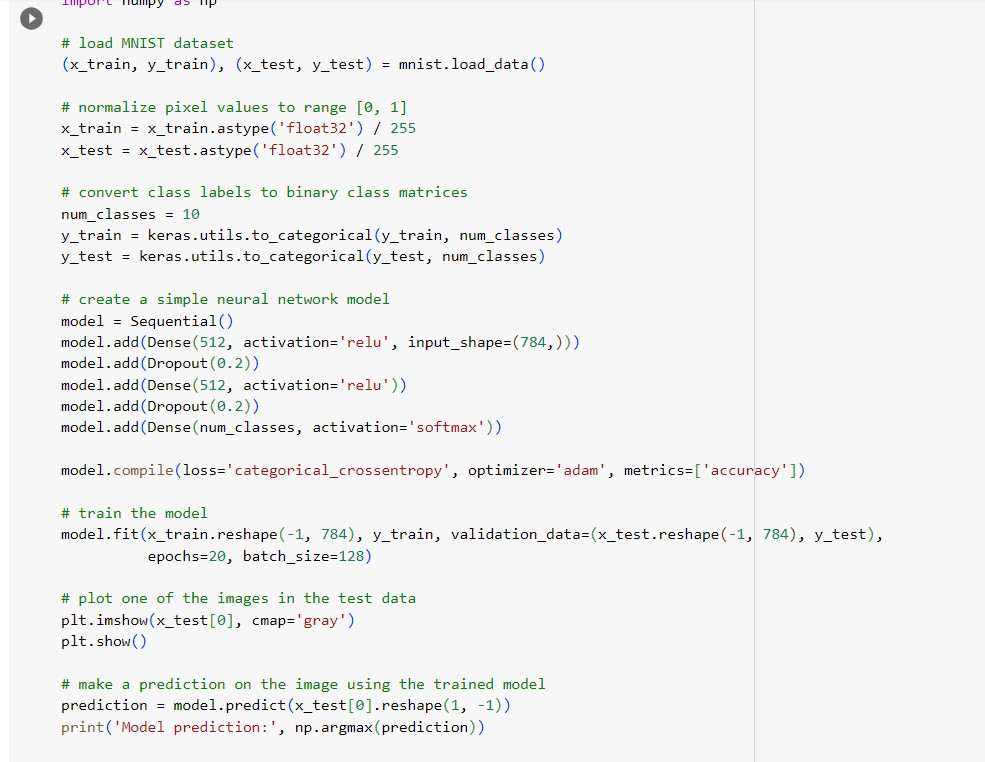 import numpy as np
# load MNIST dataset
(x_train, y_train), (x_test, y_test) = mnist.load_data()
# normalize pixel values to range [0, 1]
x_train = x_train.astype('float32') / 255
x_test = x_test.astype('float32') / 255
# convert class labels to binary class matrices
num_classes = 10
y_train = keras.utils.to_categorical(y_train, num_classes)
y_test = keras.utils.to_categorical(y_test, num_classes)
# create a simple neural network model
model = Sequential()
model.add(Dense(512, activation='relu', input_shape=(784,)))
model.add(Dropout(0.2))
model.add(Dense(512, activation='relu'))
model.add(Dropout(0.2))
model.add(Dense(num_classes, activation='softmax'))
model.compile(loss='categorical_crossentropy', optimizer='adam', metrics=['accuracy'])
# train the model
model.fit(x_train.reshape(-1, 784), y_train, validation_data=(x_test.reshape(-1, 784), y_test),
epochs=20, batch_size=128)
# plot one of the images in the test data
plt.imshow(x_test[0], cmap='gray')
plt.show()
# make a prediction on the image using the trained model
prediction = model.predict(x_test[0].reshape(1, -1))
print('Model prediction:', np.argmax(prediction))